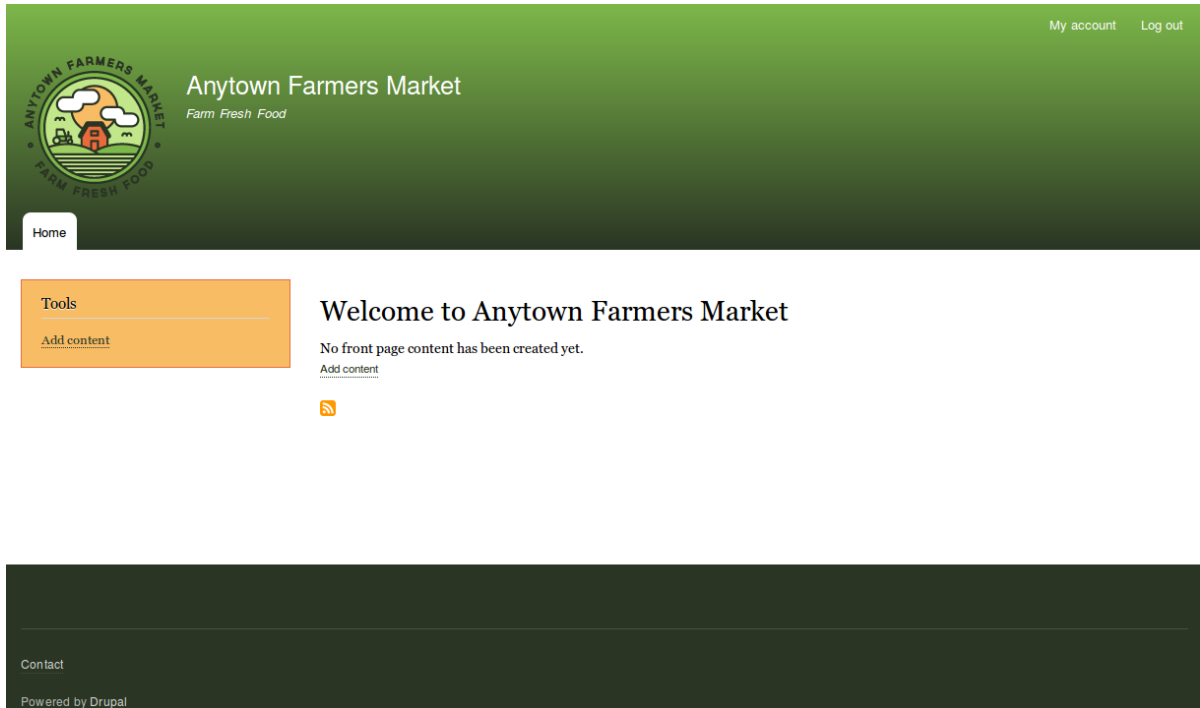 My account Log out
ANYTOWN FARMERS MARKET
FARM FRESH FOOD
Anytown Farmers Market
Farm Fresh Food
Home
Tools
Add content
Welcome to Anytown Farmers Market
No front page content has been created yet.
Add content
Contact
Powered by Drupal